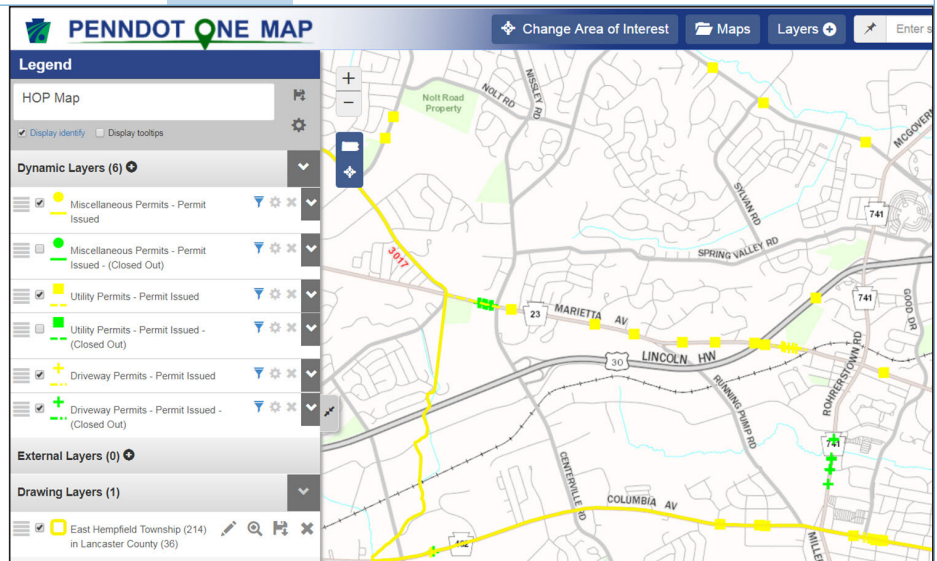 PENNDOT ONE MAP
Change Area of Interest
Maps
Layers
Enter s
Legend
HOP Map
Display identify
Display tooltips
Dynamic Layers (6)
Miscellaneous Permits - Permit
Issued
Miscellaneous Permits - Permit
Issued - (Closed Out)
Utility Permits - Permit Issued
Utility Permits - Permit Issued -
(Closed Out)
Driveway Permits - Permit Issued
Driveway Permits - Permit Issued -
(Closed Out)
External Layers (0)
Drawing Layers (1)
East Hempfield Township (214)
in Lancaster County (36)
Nolt Road
Property
NOLT RD
NISSLEY RD
MCGOVERN
SYLVAN RD
741
SPRING VALLEY RD
3017
741
GOOD DR
23
MARIETTA AV
30
LINCOLN HW
ROHRERSTOWN RD
RUNNING PUMP RD
741
CENTERVILLE RD
COLUMBIA AV
462
MILLE